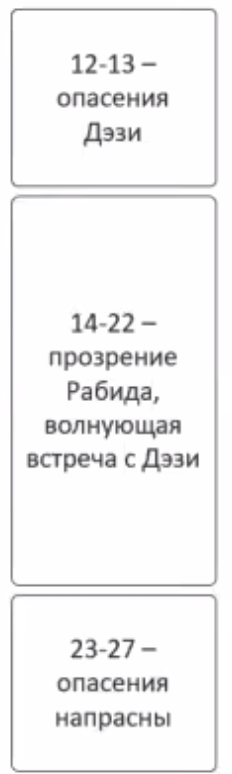 12-13 –
опасения
Дэзи
14-22 –
прозрение
Рабида,
волнующая
встреча с Дэзи
23-27 –
опасения
напрасны